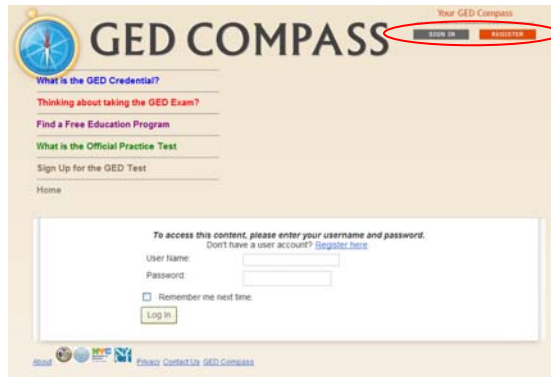 Your GED Compass
GED COMPASS
SIGN IN
REGISTER
What is the GED Credential?
Thinking about taking the GED Exam?
Find a Free Education Program
What is the Official Practice Test
Sign Up for the GED Test
Home
To access this content, please enter your username and password.
Don't have a user account? Register here
User Name:
Password:
Remember me next time.
Log In
About Privacy Contact Us GED Compass